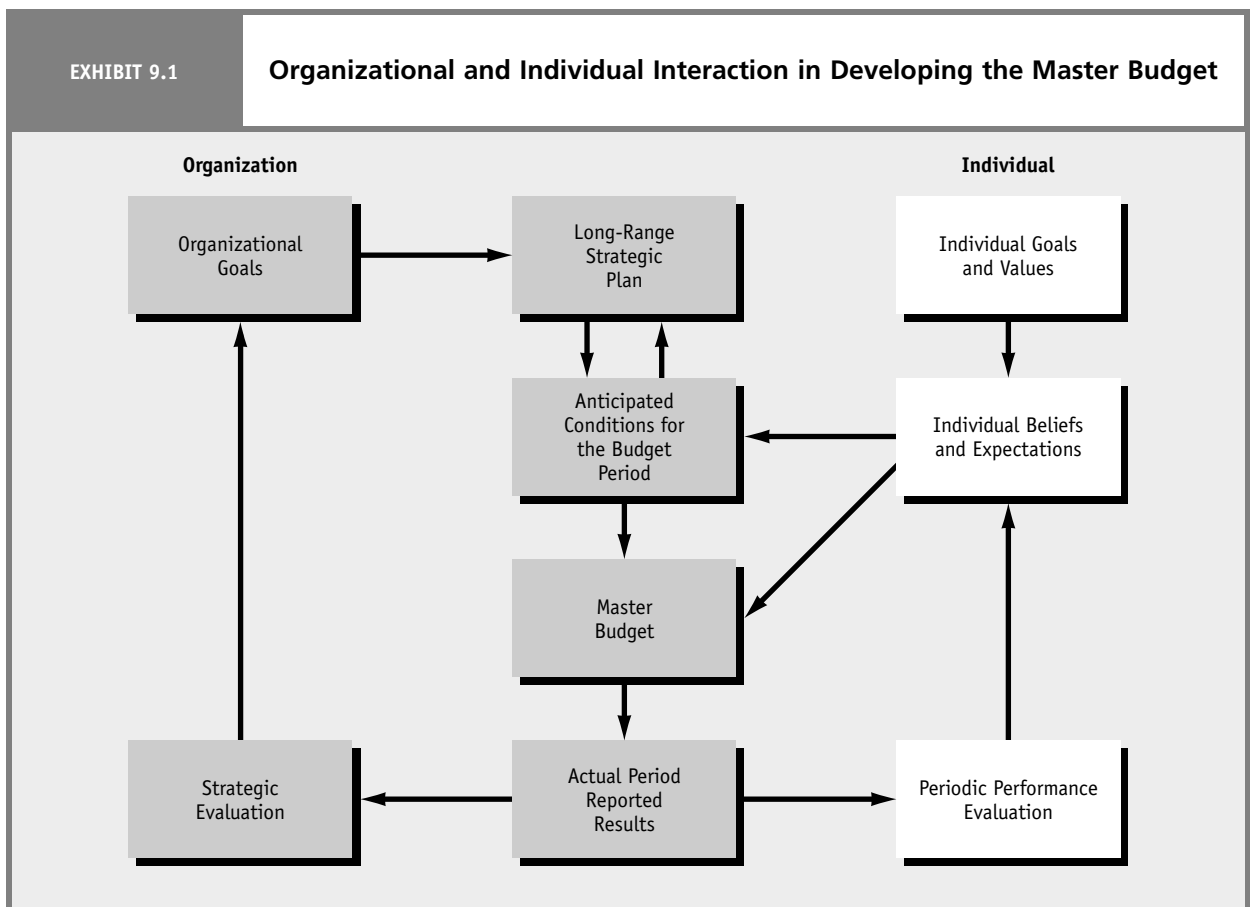 EXHIBIT 9.1
Organizational and Individual Interaction in Developing the Master Budget
Organization
Individual
Organizational
Goals
Long-Range
Strategic
Plan
Individual Goals
and Values
Anticipated
Conditions for
the Budget
Period
Individual Beliefs
and Expectations
Master
Budget
Strategic
Evaluation
Actual Period
Reported
Results
Periodic Performance
Evaluation